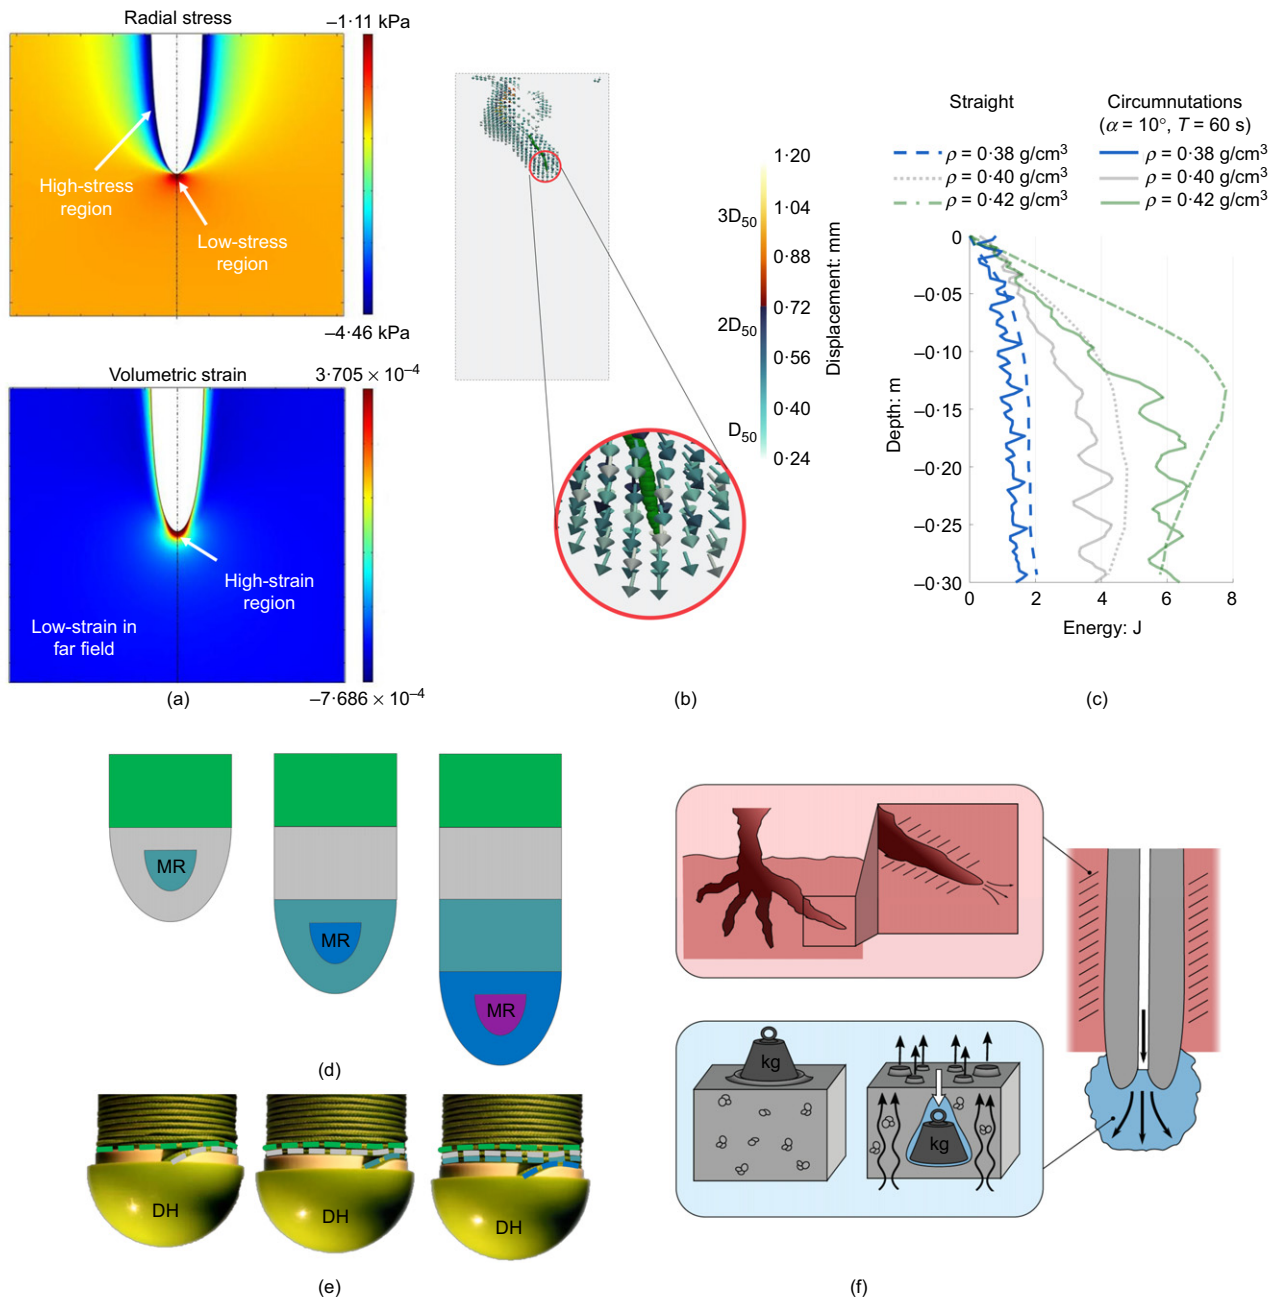 Radial stress
–1·11 kPa
High-stress
region
Low-stress
region
–4·46 kPa
Volumetric strain
3·705 × 10–4
High-strain
region
Low-strain in
far field
–7·686 × 10–4
(a)
1·20
3D50
1·04
0·88
0·72
2D50
0·56
0·40
D50
0·24
Displacement: mm
(b)
Straight
Circumnutations
(α = 10°, T = 60 s)
ρ = 0·38 g/cm3
ρ = 0·38 g/cm3
ρ = 0·40 g/cm3
ρ = 0·40 g/cm3
ρ = 0·42 g/cm3
ρ = 0·42 g/cm3
0
–0·05
–0·10
–0·15
–0·20
–0·25
–0·30
Depth: m
0 2 4 6 8
Energy: J
(c)
MR
MR
MR
(d)
DH
DH
DH
(e)
kg
kg
(f)